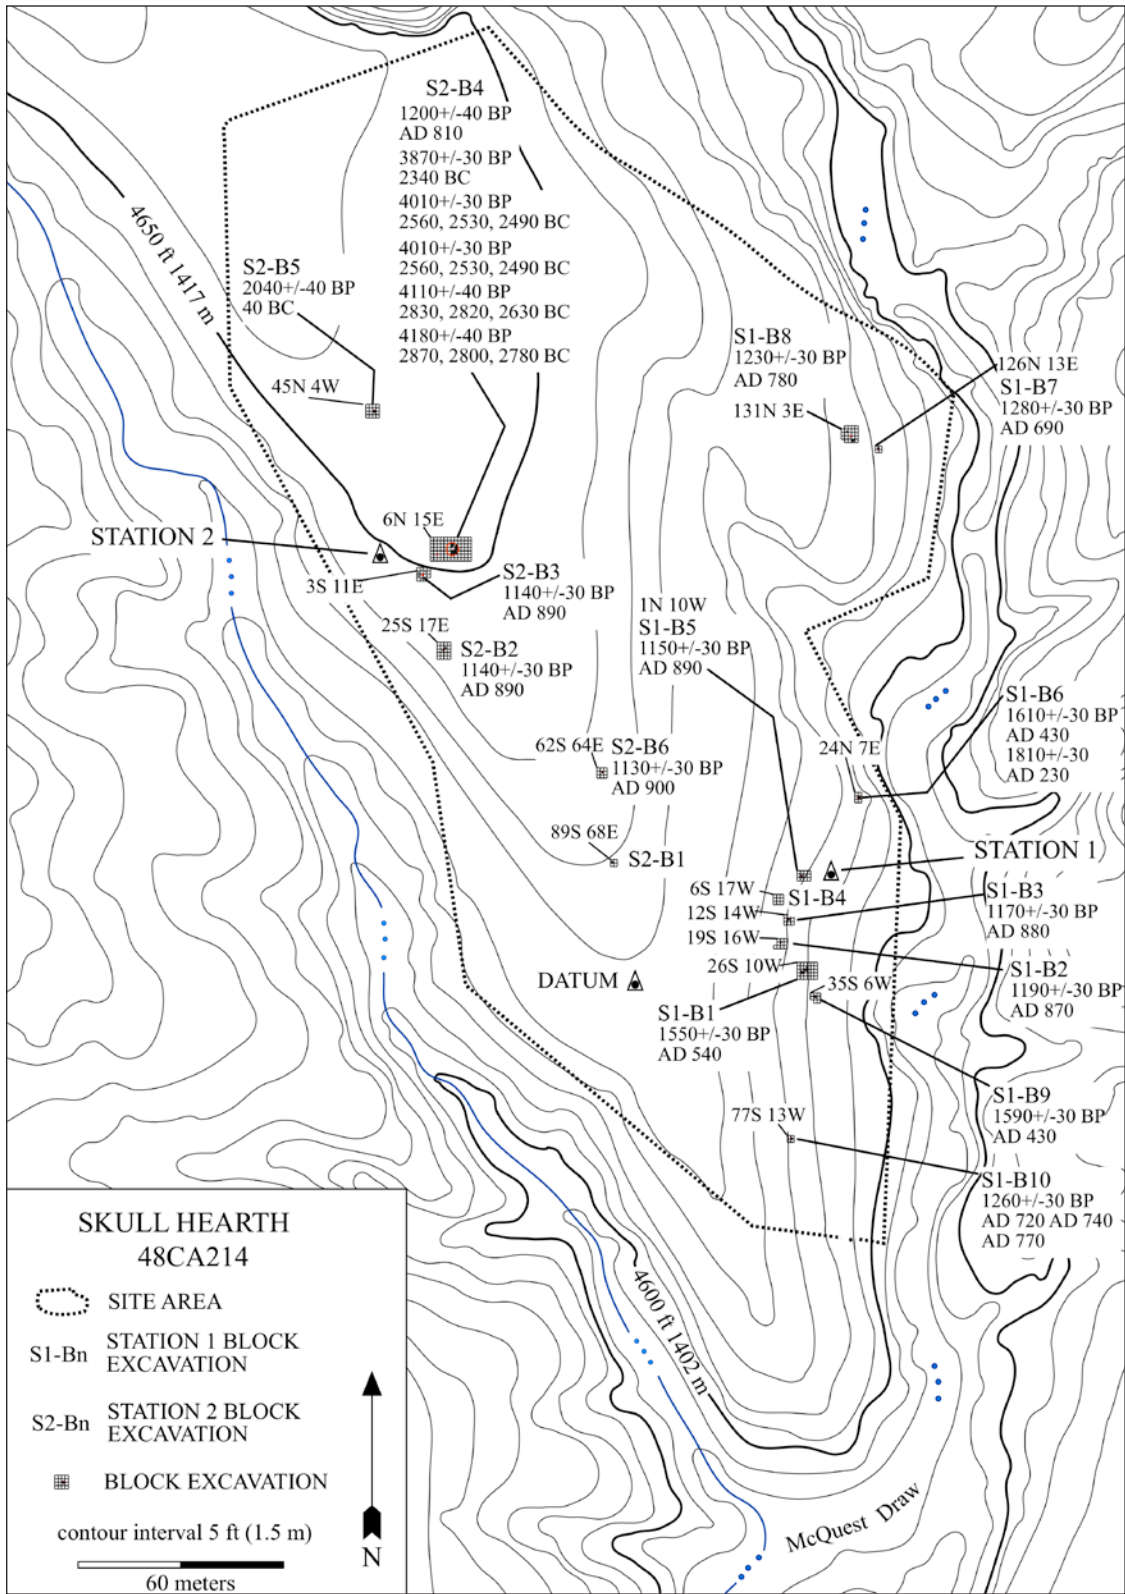 S2-B4
1200+/-40 BP
AD 810
3870+/-30 BP
2340 BC
4010+/-30 BP
2560, 2530, 2490 BC
4010+/-30 BP
2560, 2530, 2490 BC
4110+/-40 BP
2830, 2820, 2630 BC
4180+/-40 BP
2870, 2800, 2780 BC
4650 ft 1417 m
S2-B5
2040+/-40 BP
40 BC
45N 4W
S1-B8
1230+/-30 BP
AD 780
131N 3E
126N 13E
S1-B7
1280+/-30 BP
AD 690
6N 15E
STATION 2
3S 11E
S2-B3
1140+/-30 BP
AD 890
25S 17E
S2-B2
1140+/-30 BP
AD 890
1N 10W
S1-B5
1150+/-30 BP
AD 890
S1-B6
1610+/-30 BP
AD 430
1810+/-30
AD 230
24N 7E
62S 64E
S2-B6
1130+/-30 BP
AD 900
89S 68E
S2-B1
STATION 1
6S 17W
S1-B4
12S 14W
S1-B3
1170+/-30 BP
AD 880
19S 16W
26S 10W
S1-B2
1190+/-30 BP
AD 870
35S 6W
DATUM
S1-B1
1550+/-30 BP
AD 540
S1-B9
1590+/-30 BP
AD 430
77S 13W
S1-B10
1260+/-30 BP
AD 720 AD 740
AD 770
4600 ft 1402 m
McQuest Draw
SKULL HEARTH
48CA214
SITE AREA
S1-Bn STATION 1 BLOCK
EXCAVATION
S2-Bn STATION 2 BLOCK
EXCAVATION
BLOCK EXCAVATION
contour interval 5 ft (1.5 m)
60 meters
N